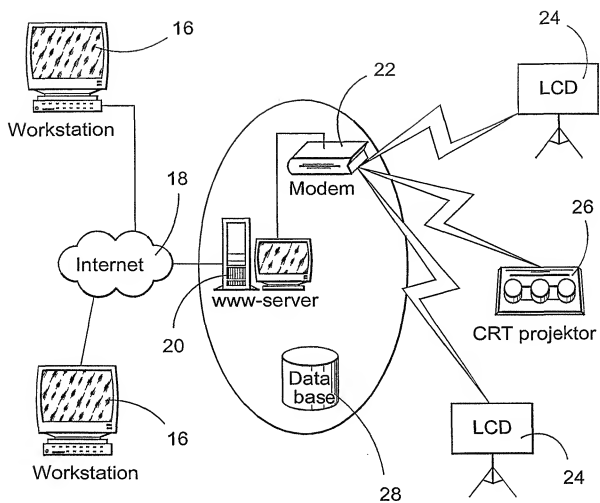 16
24
LCD
22
Workstation
Modem
18
26
Internet
www-server
20
CRT projektor
Data
base
16
LCD
24
28
Workstation